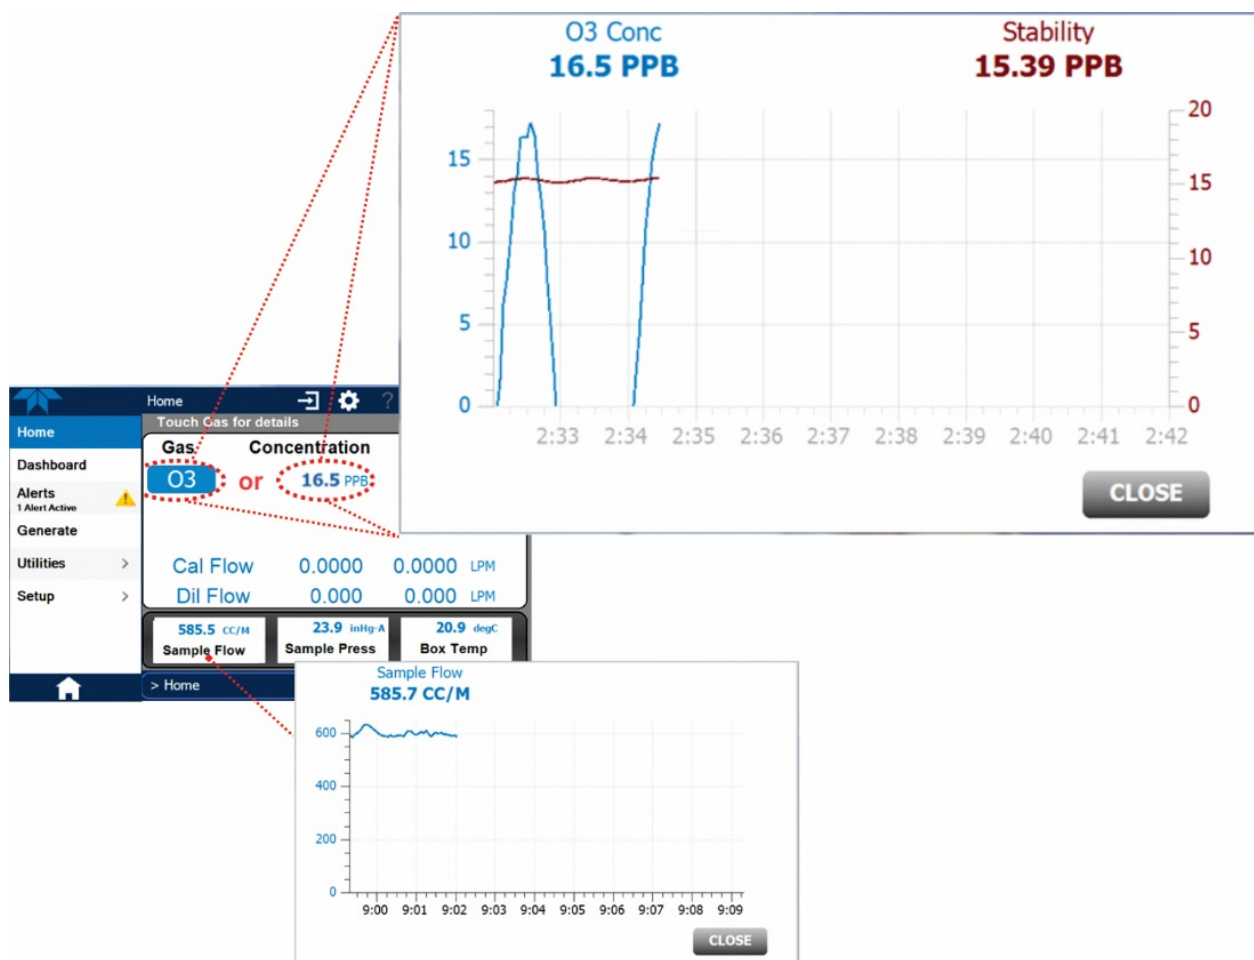 O3 Conc
16.5 PPB
Stability
15.39 PPB
15
10
5
0
20
15
10
5
0
2:33 2:34 2:35 2:36 2:37 2:38 2:39 2:40 2:41 2:42
CLOSE
Home
?
Home
Dashboard
Alerts
1 Alert Active
Generate
Utilities >
Setup >
Touch Gas for details
Gas Concentration
O3 or 16.5 PPB
Cal Flow 0.0000 0.0000 LPM
Dil Flow 0.000 0.000 LPM
585.5 CC/M
Sample Flow
23.9 inHg-A
Sample Press
20.9 degC
Box Temp
> Home
Sample Flow
585.7 CC/M
600
400
200
0
9:00 9:01 9:02 9:03 9:04 9:05 9:06 9:07 9:08 9:09
CLOSE